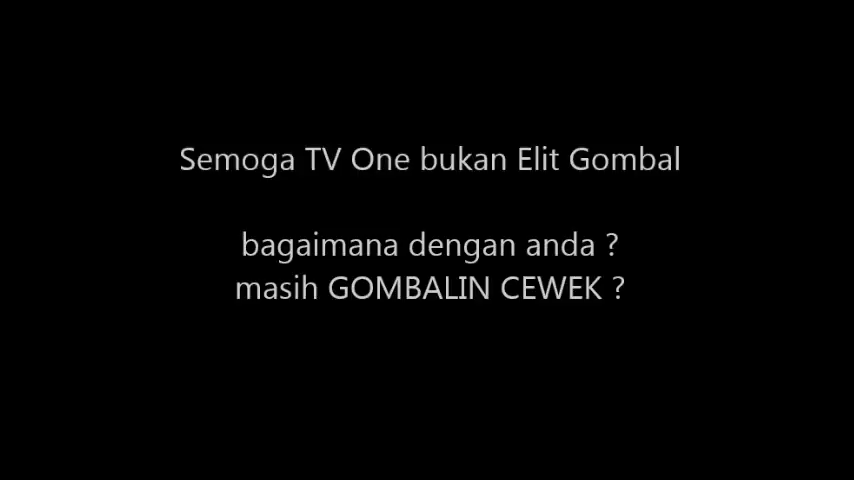 Semoga TV One bukan Elit Gombal
bagaimana dengan anda ?
masih GOMBALIN CEWEK ?